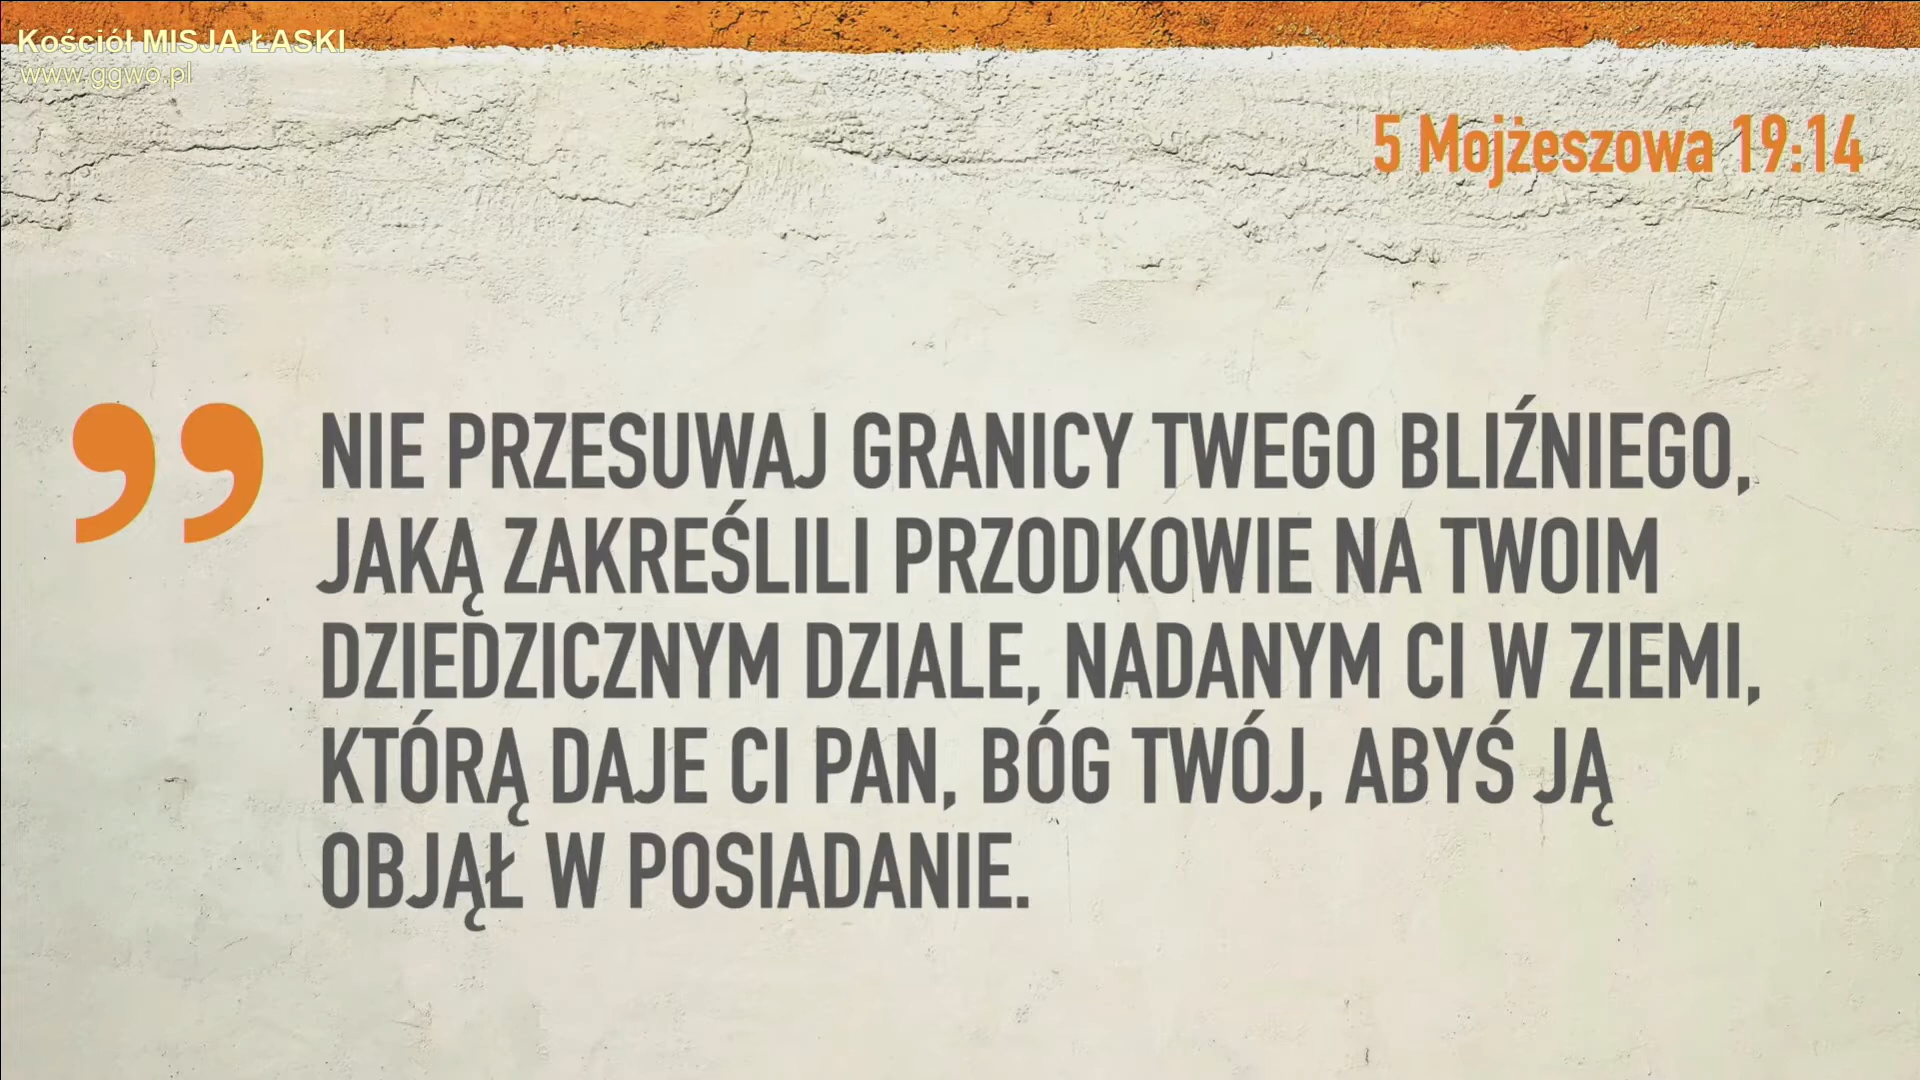 Kościół MISJA ŁASKI
www.ggwo.pl
5 Mojżeszowa 19:14
” NIE PRZESUWAJ GRANICY TWEGO BLIŹNIEGO,
JAKĄ ZAKREŚLILI PRZODKOWIE NA TWOIM
DZIEDZICZNYM DZIALE, NADANYM CI W ZIEMI,
KTÓRĄ DAJE CI PAN, BÓG TWÓJ, ABYŚ JĄ
OBJĄŁ W POSIADANIE.